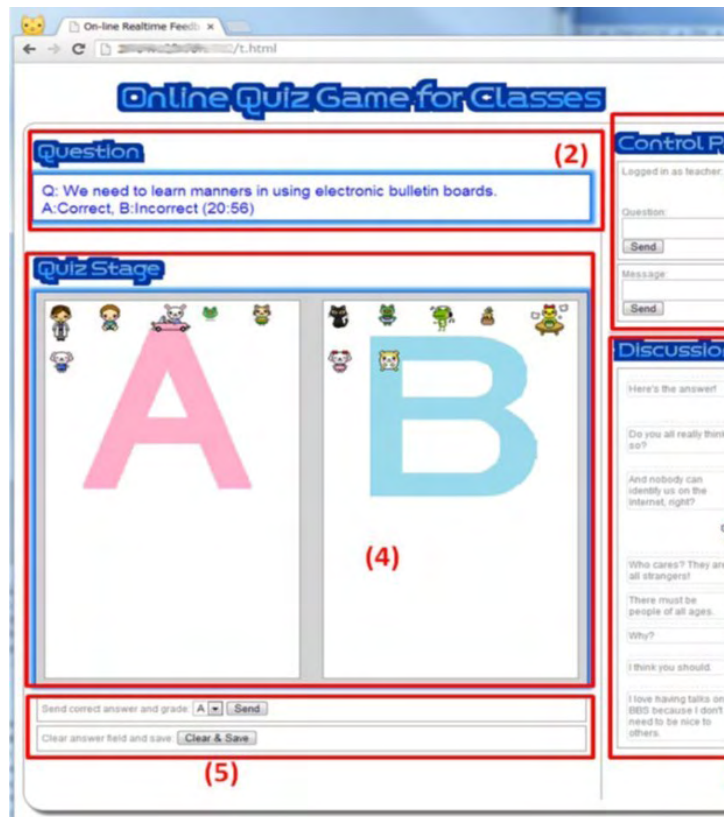 On-line Realtime Feedb
/t.html
Online Quiz Game for Classes
Question
(2)
Q: We need to learn manners in using electronic bulletin boards.
A:Correct, B:Incorrect (20:56)
Quiz Stage
A
B
(4)
Send correct answer and grade: A Send
Clear answer field and save: Clear & Save
(5)
Control P
Logged in as teacher:
Question:
Send
Message:
Send
Discussion
Here's the answer!
Do you all really think
so?
And nobody can
identify us on the
Internet, right?
Who cares? They are
all strangers!
There must be
people of all ages.
Why?
I think you should.
I love having talks on
BBS because I don't
need to be nice to
others.